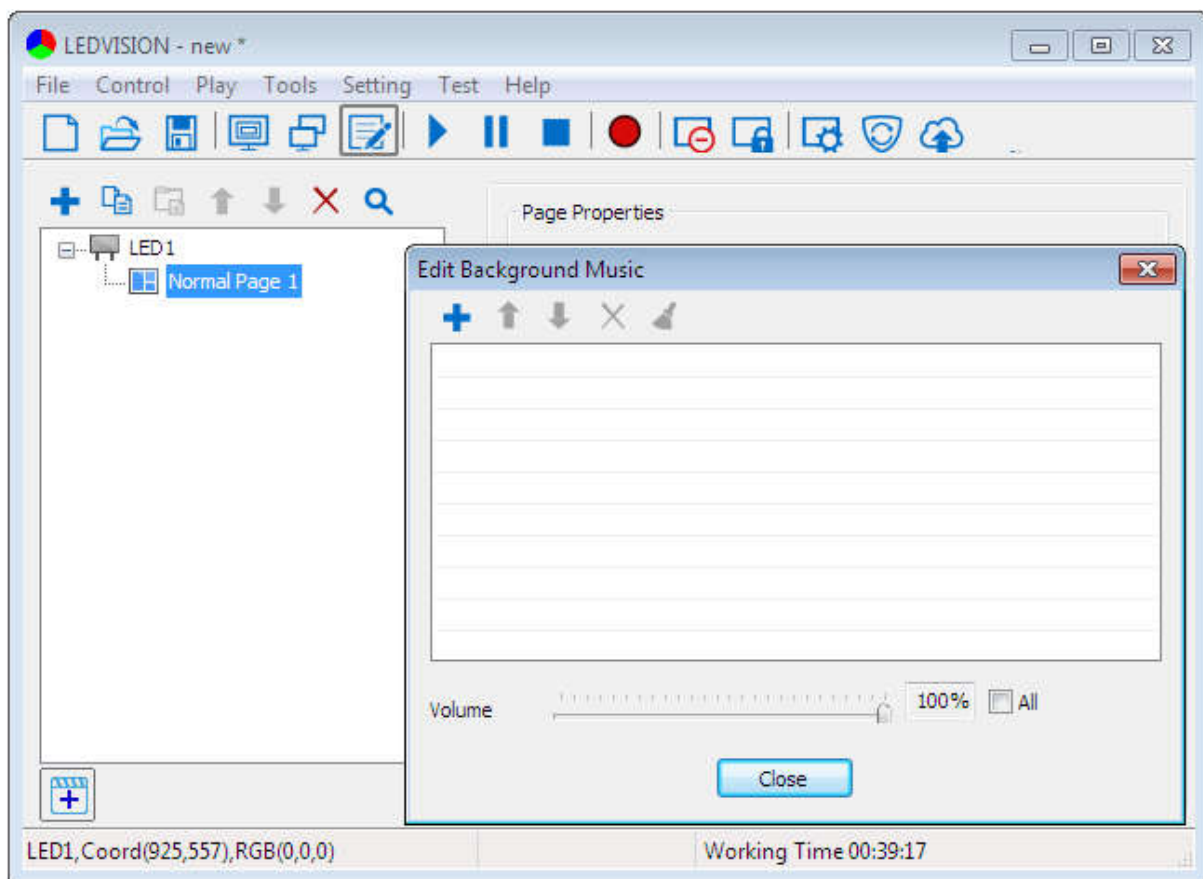 LEDVISION - new *
File Control Play Tools Setting Test Help
Page Properties
LED1
Normal Page 1
Edit Background Music
Volume
100%
All
Close
LED1,Coord(925,557),RGB(0,0,0)
Working Time 00:39:17